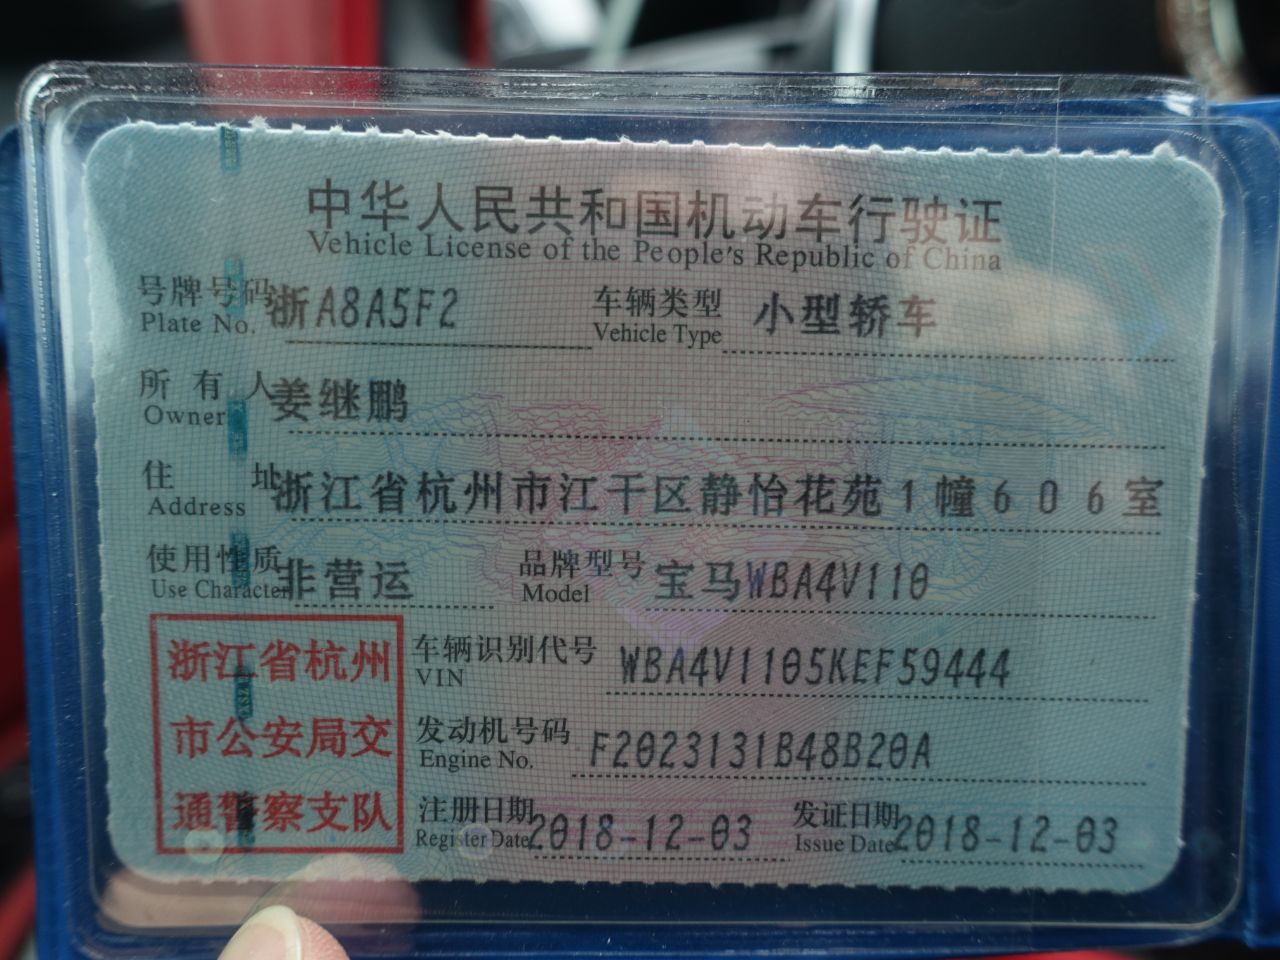 中华人民共和国机动车行驶证
Vehicle License of the People's Republic of China
号牌号码 浙A8A5F2 车辆类型 小型轿车
Plate No. Vehicle Type
所有人 姜继鹏
Owner
住址 浙江省杭州市江干区静怡花苑1幢606室
Address
使用性质 非营运 品牌型号 宝马WBA4V110
Use Character Model
浙江省杭州
市公安局交
通警察支队
车辆识别代号 WBA4V1105KEF59444
VIN
发动机号码 F2023131B48B20A
Engine No.
注册日期 2018-12-03 发证日期 2018-12-03
Register Date Issue Date